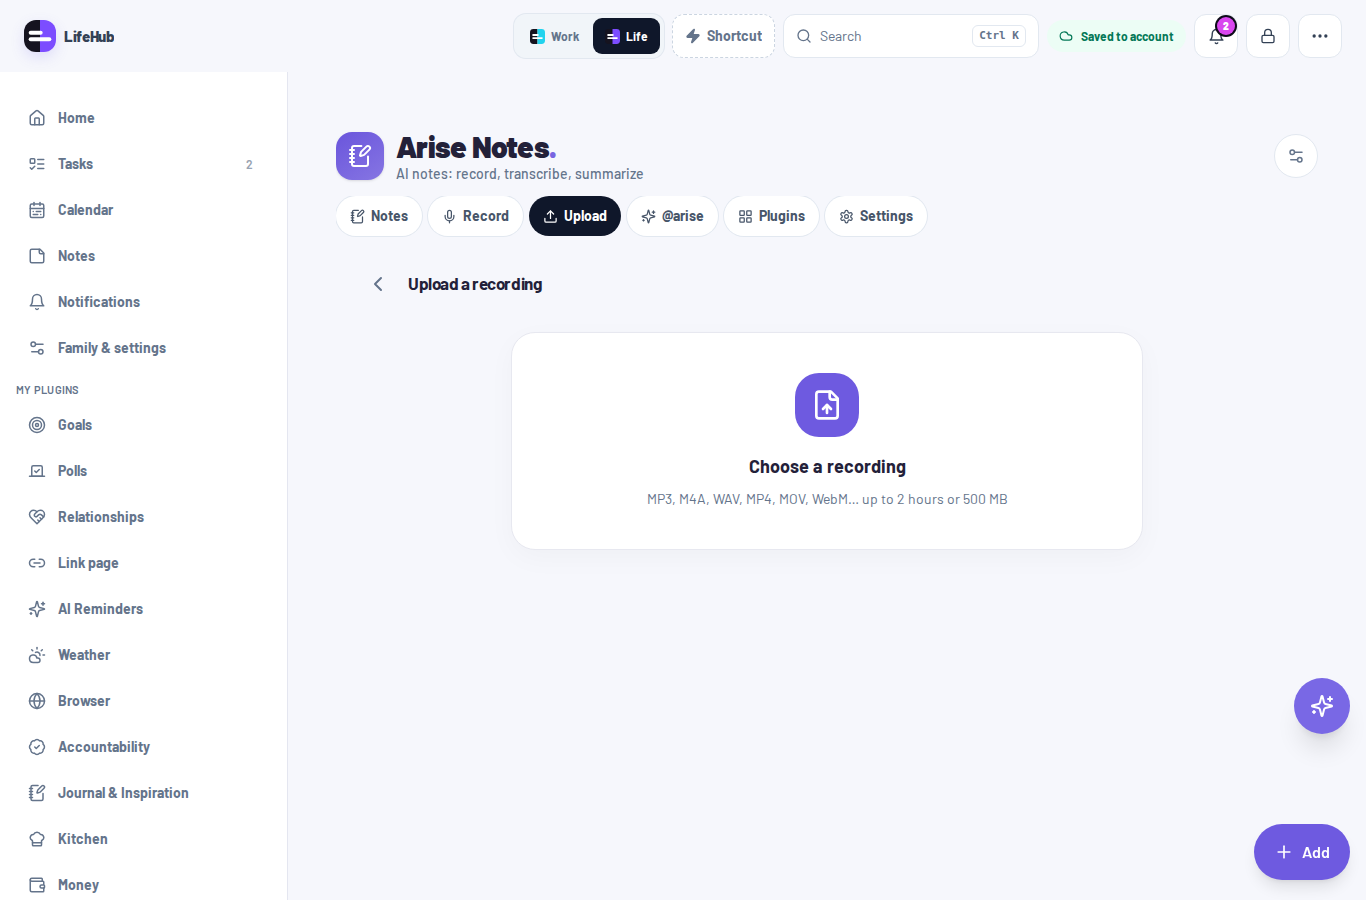 LifeHub
Work
Life
Shortcut
Search
Ctrl K
Saved to account
2
Home
Tasks
2
Calendar
Notes
Notifications
Family & settings
MY PLUGINS
Goals
Polls
Relationships
Link page
AI Reminders
Weather
Browser
Accountability
Journal & Inspiration
Kitchen
Money
Arise Notes.
AI notes: record, transcribe, summarize
Notes
Record
Upload
@arise
Plugins
Settings
Upload a recording
Choose a recording
MP3, M4A, WAV, MP4, MOV, WebM... up to 2 hours or 500 MB
Add